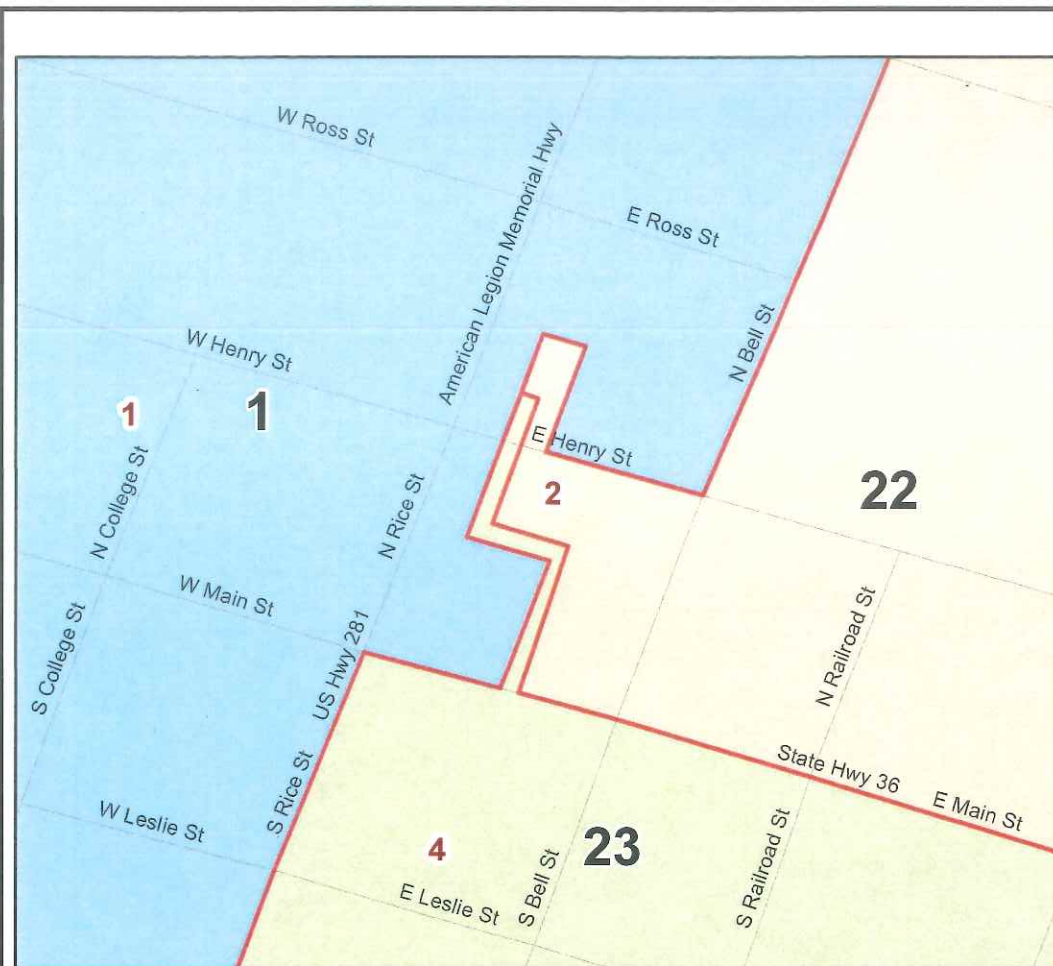 W Ross St
American Legion Memorial Hwy
E Ross St
N Bell St
W Henry St
1
1
E Henry St
2
22
N College St
N Rice St
W Main St
S College St
US Hwy 281
N Railroad St
S Rice St
State Hwy 36
E Main St
W Leslie St
4
23
E Leslie St
S Bell St
S Railroad St